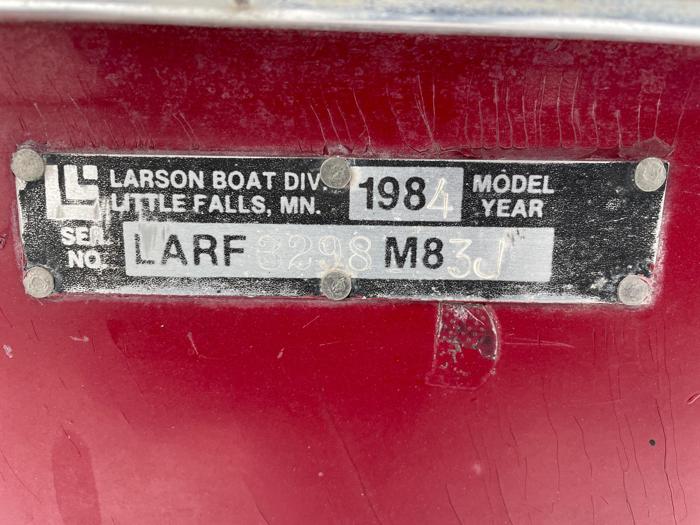 LARSON BOAT DIV.
LITTLE FALLS, MN.
1984
MODEL
YEAR
SER.
NO.
LARF 3298 M83J